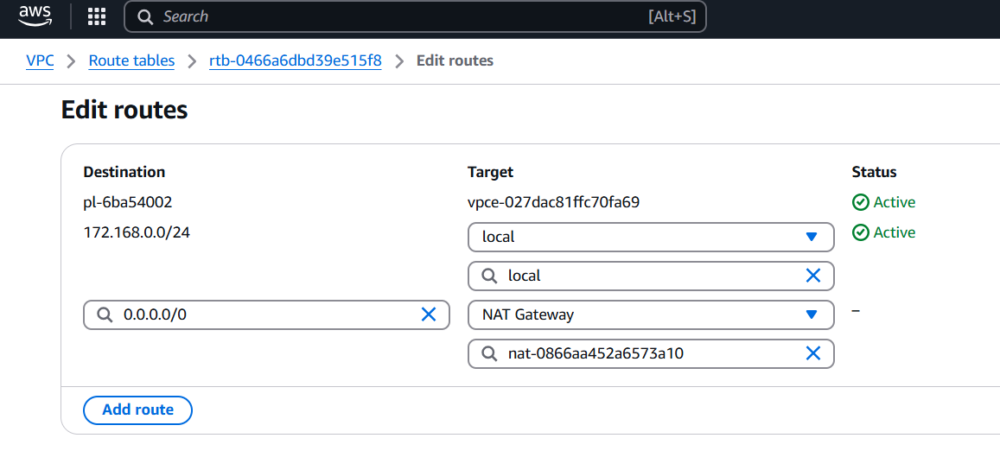 aws Search [Alt+S]
VPC Route tables rtb-0466a6dbd39e515f8 Edit routes
Edit routes
Destination Target Status
pl-6ba54002 vpce-027dac81ffc70fa69 Active
172.168.0.0/24 local Active
local
0.0.0.0/0 NAT Gateway –
nat-0866aa452a6573a10
Add route